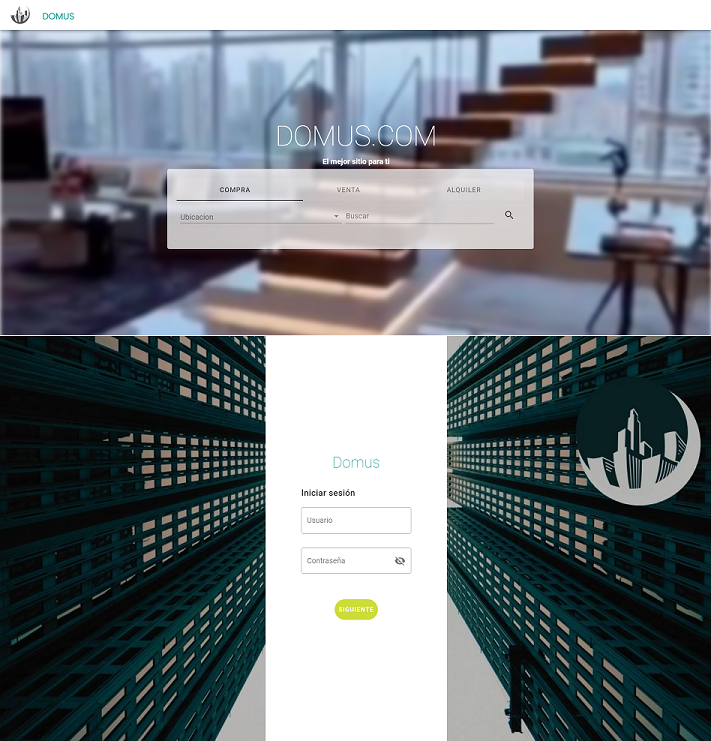 DOMUS
DOMUS.COM
El mejor sitio para ti
COMPRA VENTA ALQUILER
Ubicacion Buscar
Domus
Iniciar sesión
Usuario
Contraseña
SIGUIENTE